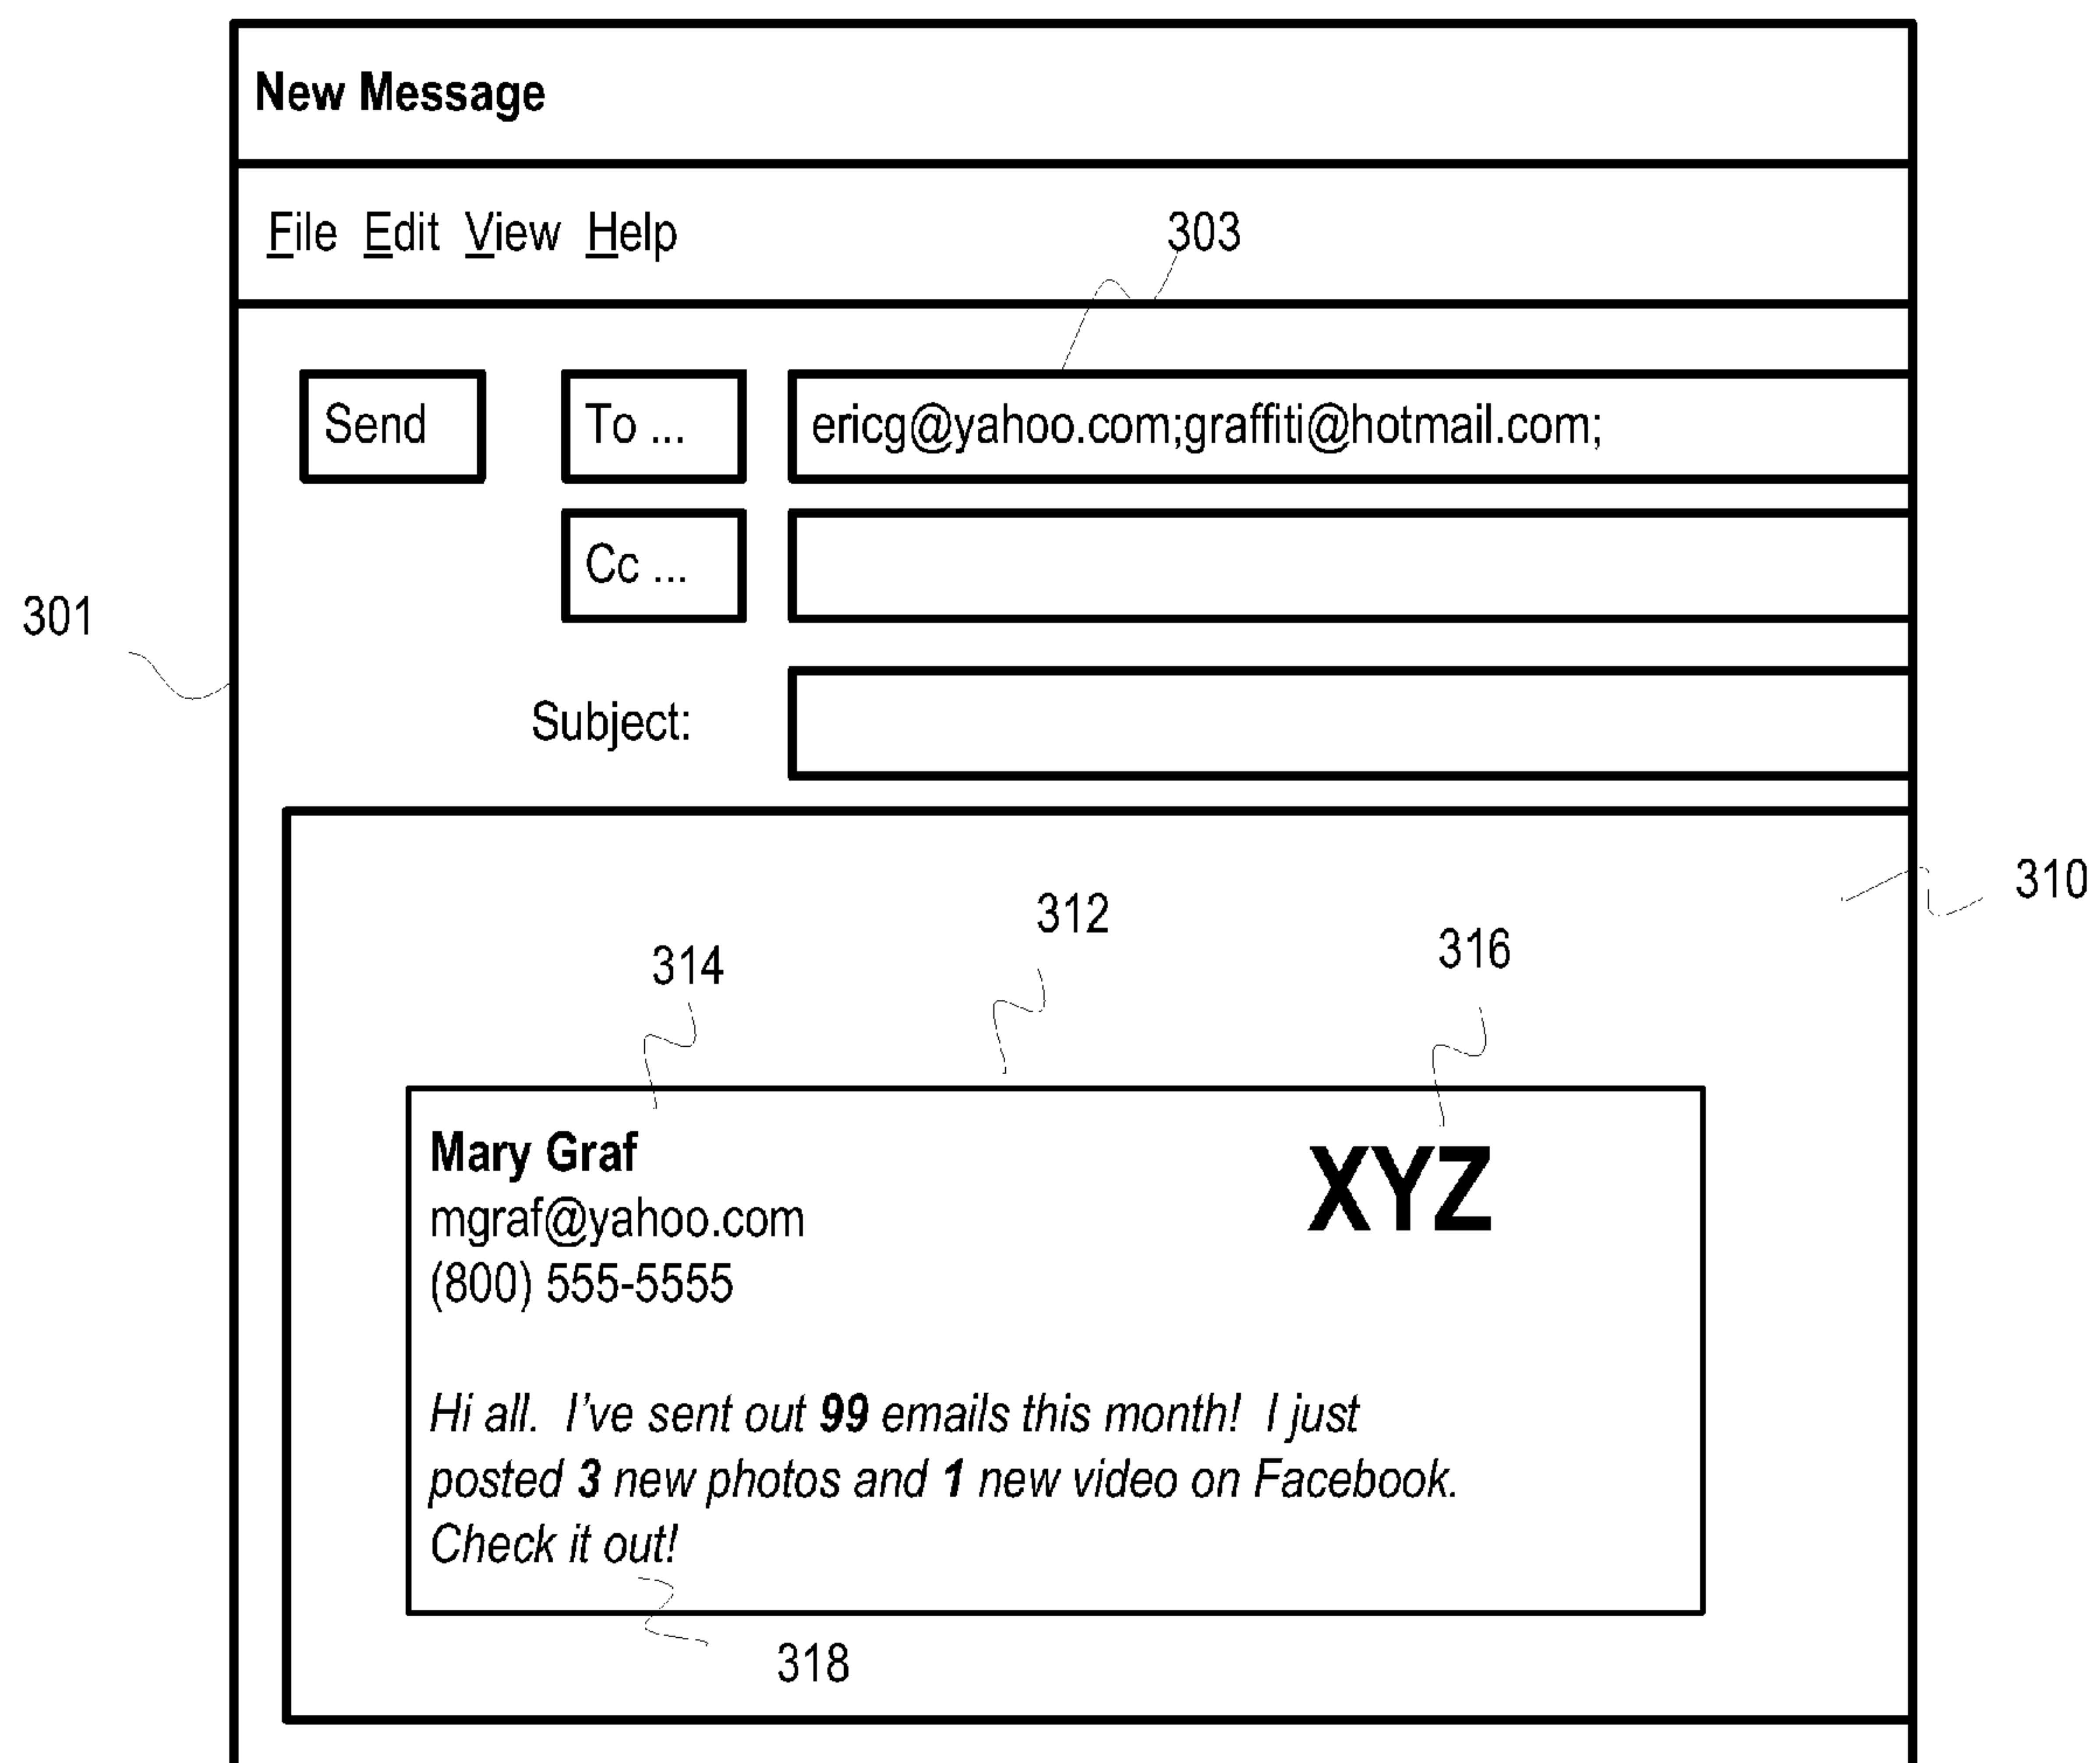 New Message
File Edit View Help
303
Send To ... ericg@yahoo.com;graffiti@hotmail.com;
Cc ...
301
Subject:
310
312
316
314
Mary Graf XYZ
mgraf@yahoo.com
(800) 555-5555
Hi all.  I've sent out 99 emails this month!  I just
posted 3 new photos and 1 new video on Facebook.
Check it out!
318